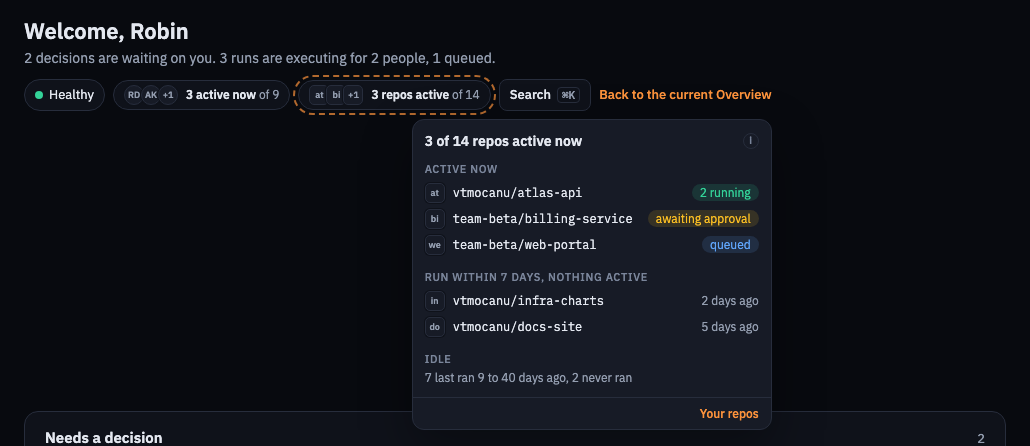 Welcome, Robin
2 decisions are waiting on you. 3 runs are executing for 2 people, 1 queued.
Healthy
RD AK +1 3 active now of 9
at bi +1 3 repos active of 14
Search ⌘K
Back to the current Overview
3 of 14 repos active now
I
ACTIVE NOW
at vtmocanu/atlas-api 2 running
bi team-beta/billing-service awaiting approval
we team-beta/web-portal queued
RUN WITHIN 7 DAYS, NOTHING ACTIVE
in vtmocanu/infra-charts 2 days ago
do vtmocanu/docs-site 5 days ago
IDLE
7 last ran 9 to 40 days ago, 2 never ran
Your repos
Needs a decision 2